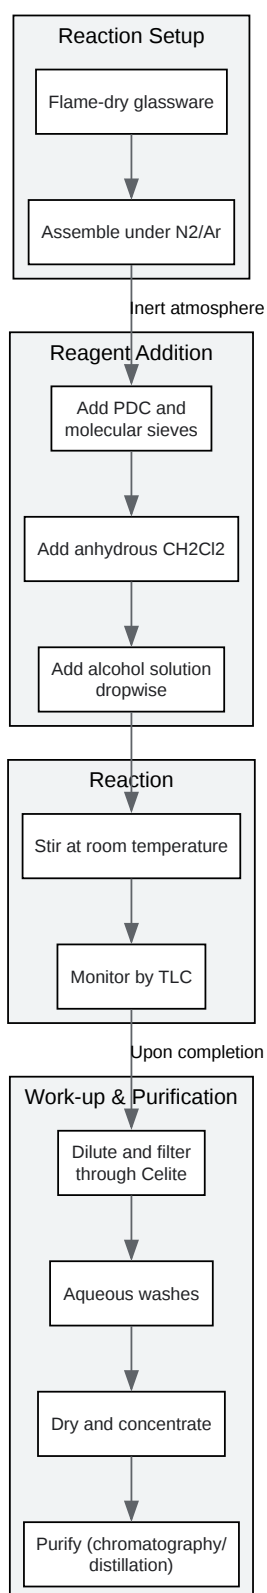 Reaction Setup
Flame-dry glassware
Assemble under N2/Ar
Inert atmosphere
Reagent Addition
Add PDC and
molecular sieves
Add anhydrous CH2Cl2
Add alcohol solution
dropwise
Reaction
Stir at room temperature
Monitor by TLC
Upon completion
Work-up & Purification
Dilute and filter
through Celite
Aqueous washes
Dry and concentrate
Purify (chromatography/
distillation)